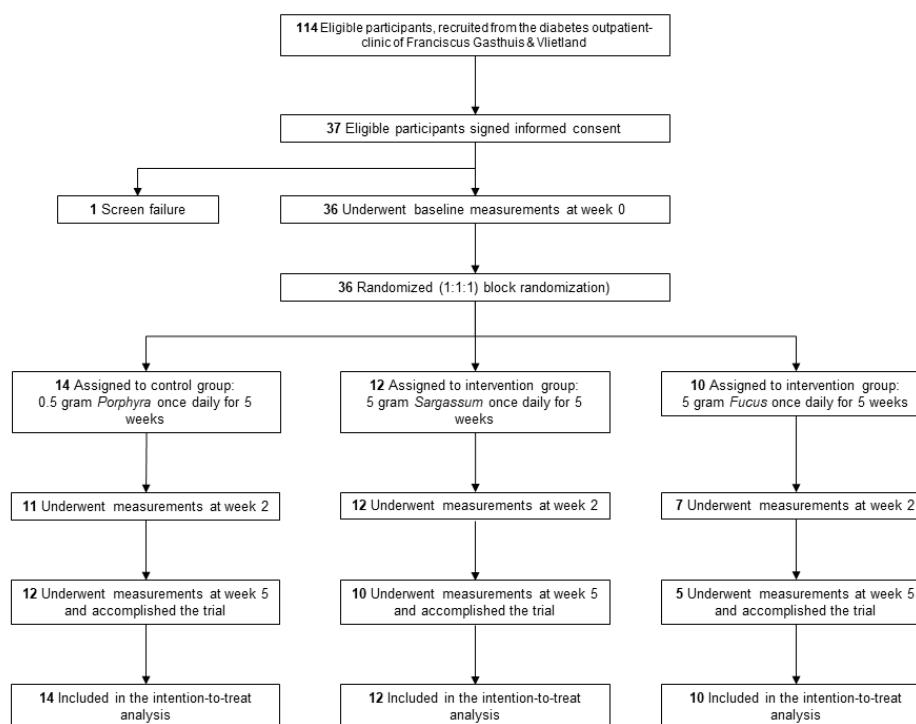 114 Eligible participants, recruited from the diabetes outpatient-
clinic of Franciscus Gasthuis & Vlietland
37 Eligible participants signed informed consent
1 Screen failure
36 Underwent baseline measurements at week 0
36 Randomized (1:1:1) block randomization)
14 Assigned to control group:
0.5 gram Porphyra once daily for 5
weeks
12 Assigned to intervention group:
5 gram Sargassum once daily for 5
weeks
10 Assigned to intervention group:
5 gram Fucus once daily for 5 weeks
11 Underwent measurements at week 2
12 Underwent measurements at week 2
7 Underwent measurements at week 2
12 Underwent measurements at week 5
and accomplished the trial
10 Underwent measurements at week 5
and accomplished the trial
5 Underwent measurements at week 5
and accomplished the trial
14 Included in the intention-to-treat
analysis
12 Included in the intention-to-treat
analysis
10 Included in the intention-to-treat
analysis